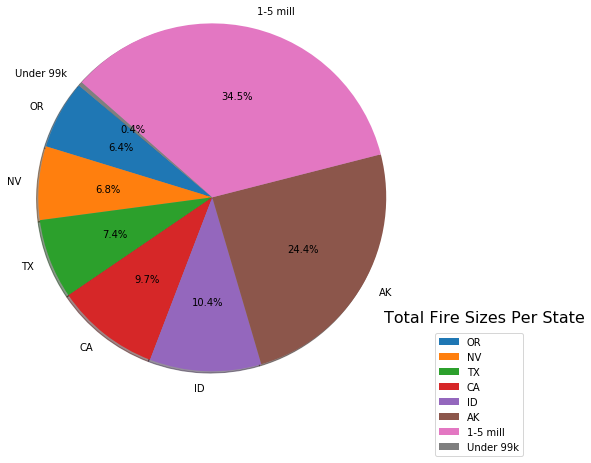 1-5 mill
34.5%
Under 99k
0.4%
OR
6.4%
NV
6.8%
TX
7.4%
CA
9.7%
ID
10.4%
AK
24.4%
Total Fire Sizes Per State
OR
NV
TX
CA
ID
AK
1-5 mill
Under 99k